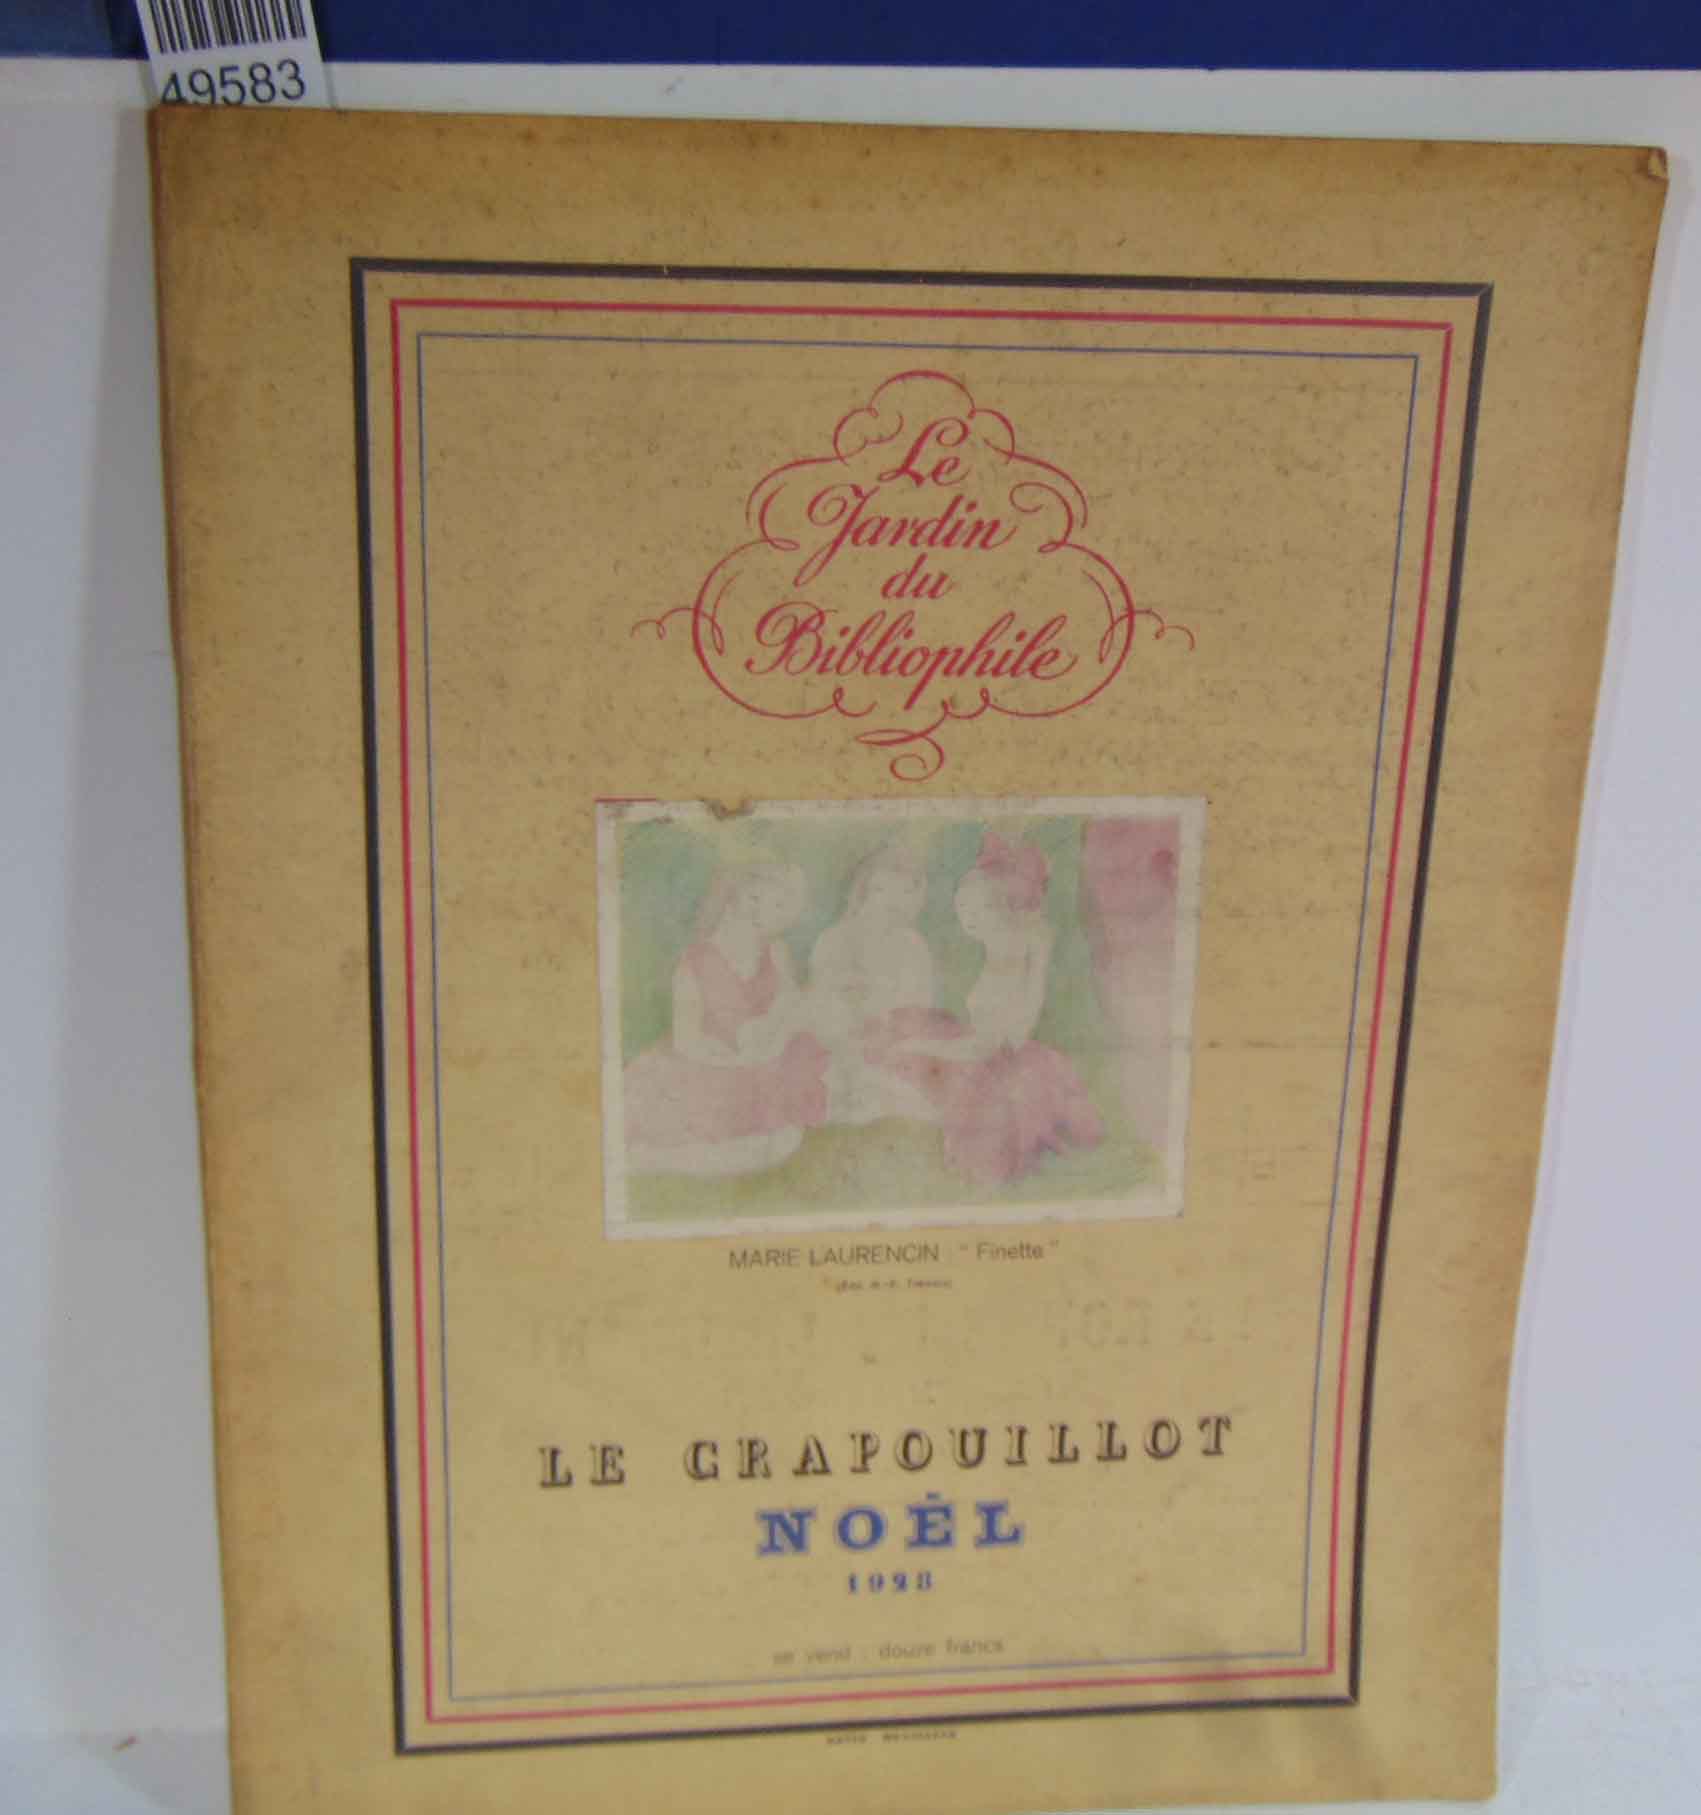 49583
Le
Jardin
du
Bibliophile
MARIE LAURENCIN : “ Finette ”
LE CRAPOUILLOT
NOËL
1928
se vend : douze francs